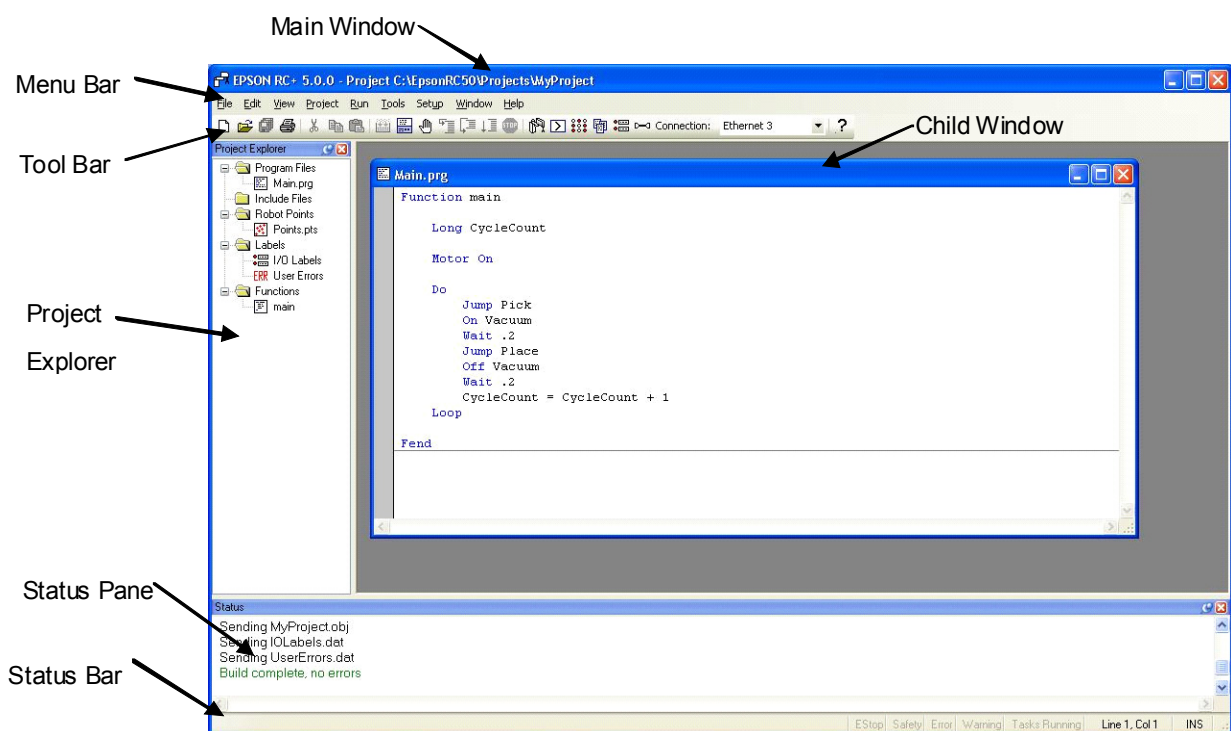 Main Window
Menu Bar
EPSON RC+ 5.0.0 - Project C:\EpsonRC50\Projects\MyProject
File Edit View Project Run Tools Setup Window Help
Connection: Ethernet 3 ?
Tool Bar
Child Window
Project Explorer
Program Files
Main.prg
Include Files
Robot Points
Points.pts
Labels
I/O Labels
ERR User Errors
Functions
main
Main.prg
Function main
Long CycleCount
Motor On
Do
Jump Pick
On Vacuum
Wait .2
Jump Place
Off Vacuum
Wait .2
CycleCount = CycleCount + 1
Loop
Fend
Project
Explorer
Status Pane
Status
Sending MyProject.obj
Sending IOLabels.dat
Sending UserErrors.dat
Build complete, no errors
Status Bar
EStop Safety Error Warning Tasks Running Line 1, Col 1 INS